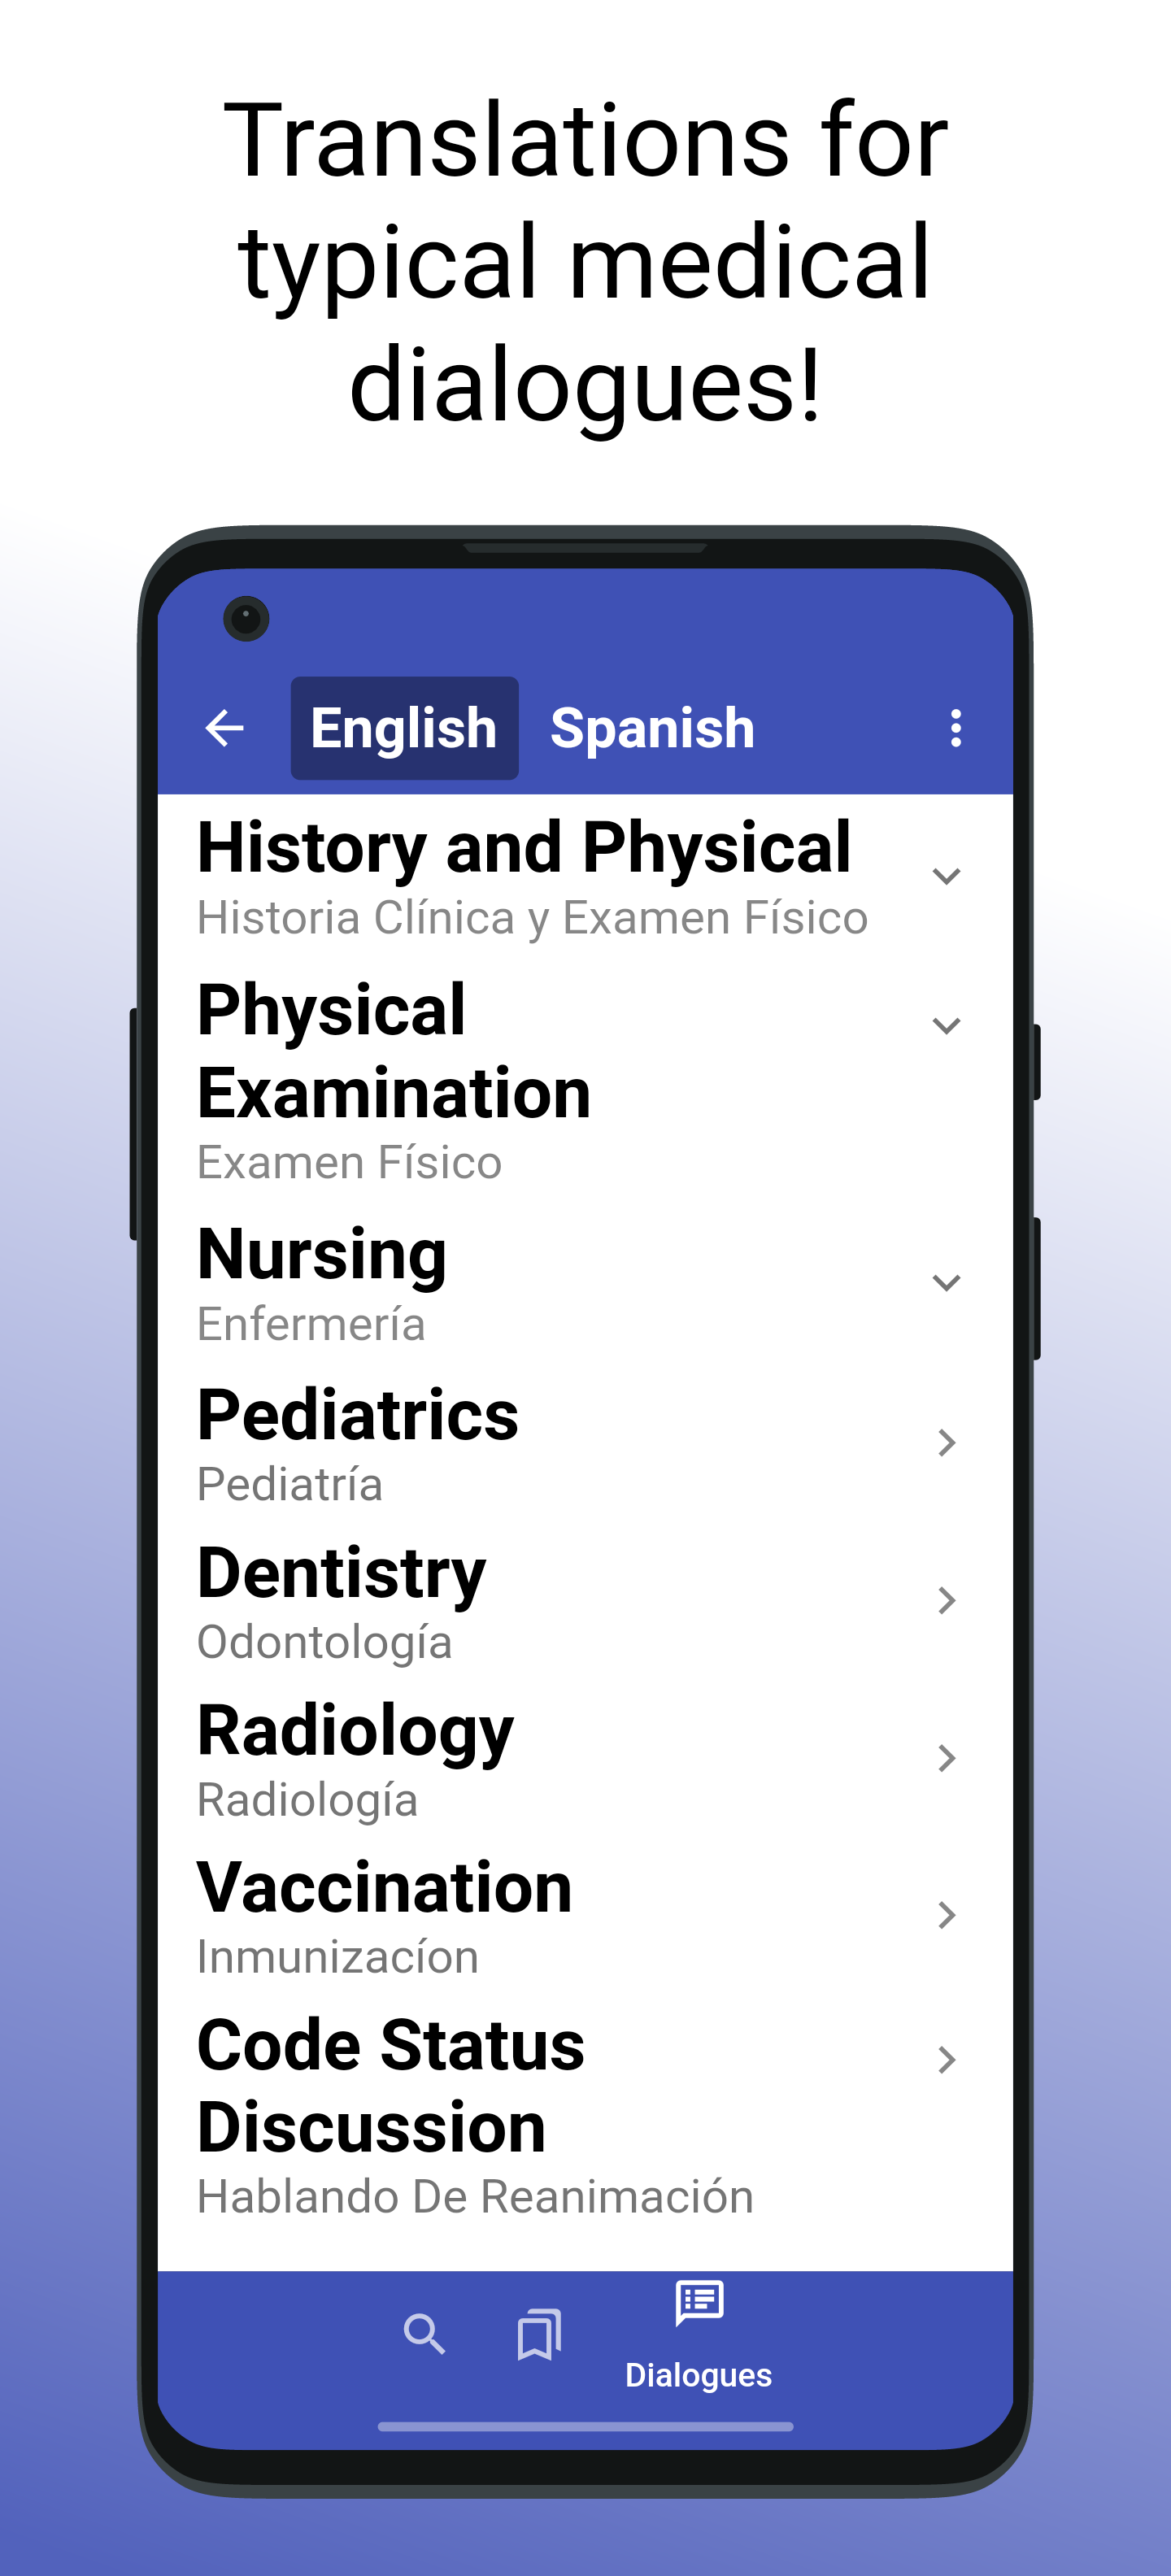 Translations for
typical medical
dialogues!
English Spanish
History and Physical
Historia Clínica y Examen Físico
Physical
Examination
Examen Físico
Nursing
Enfermería
Pediatrics
Pediatría
Dentistry
Odontología
Radiology
Radiología
Vaccination
Inmunizacíon
Code Status
Discussion
Hablando De Reanimación
Dialogues